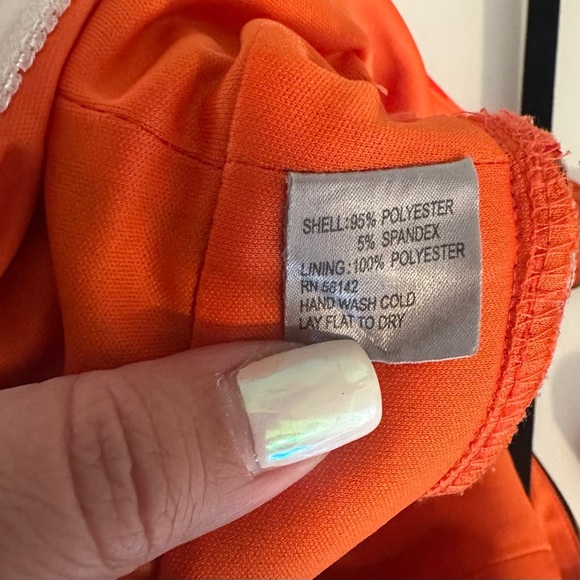 SHELL:95% POLYESTER
5% SPANDEX
LINING:100% POLYESTER
RN 56142
HAND WASH COLD
LAY FLAT TO DRY